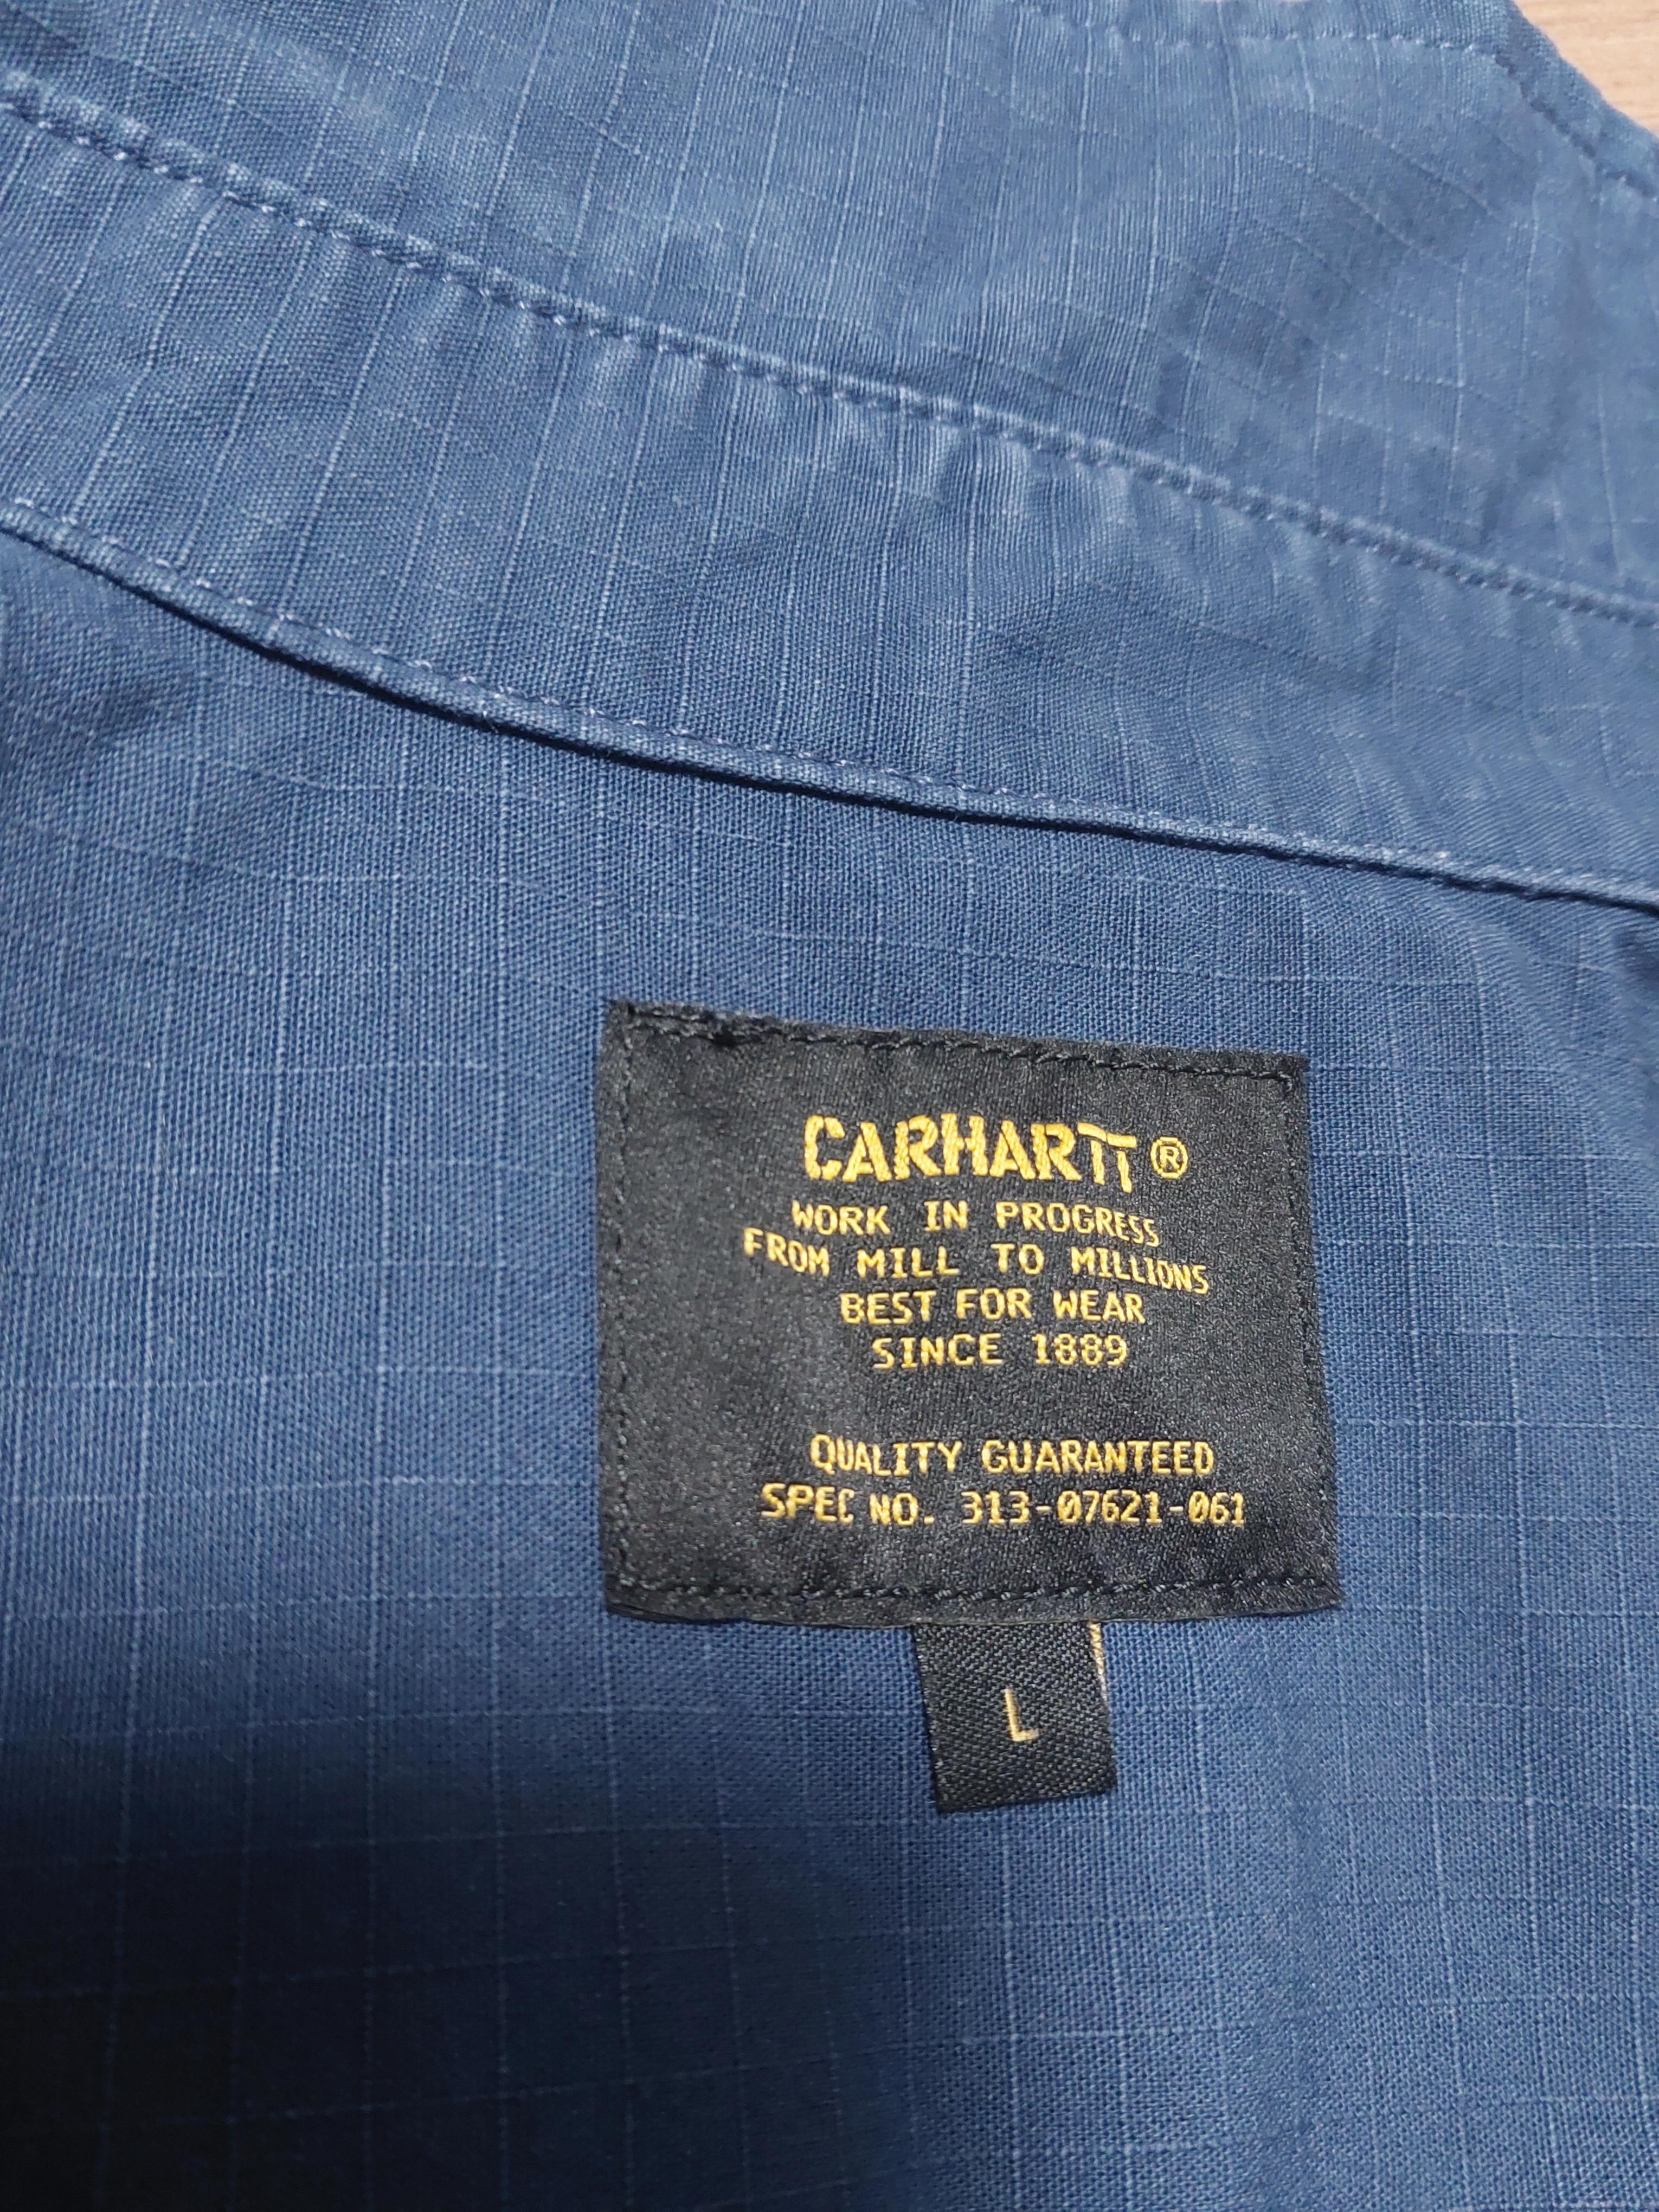 CARHARTT®
WORK IN PROGRESS
FROM MILL TO MILLIONS
BEST FOR WEAR
SINCE 1889
QUALITY GUARANTEED
SPEC NO. 313-07621-061
L